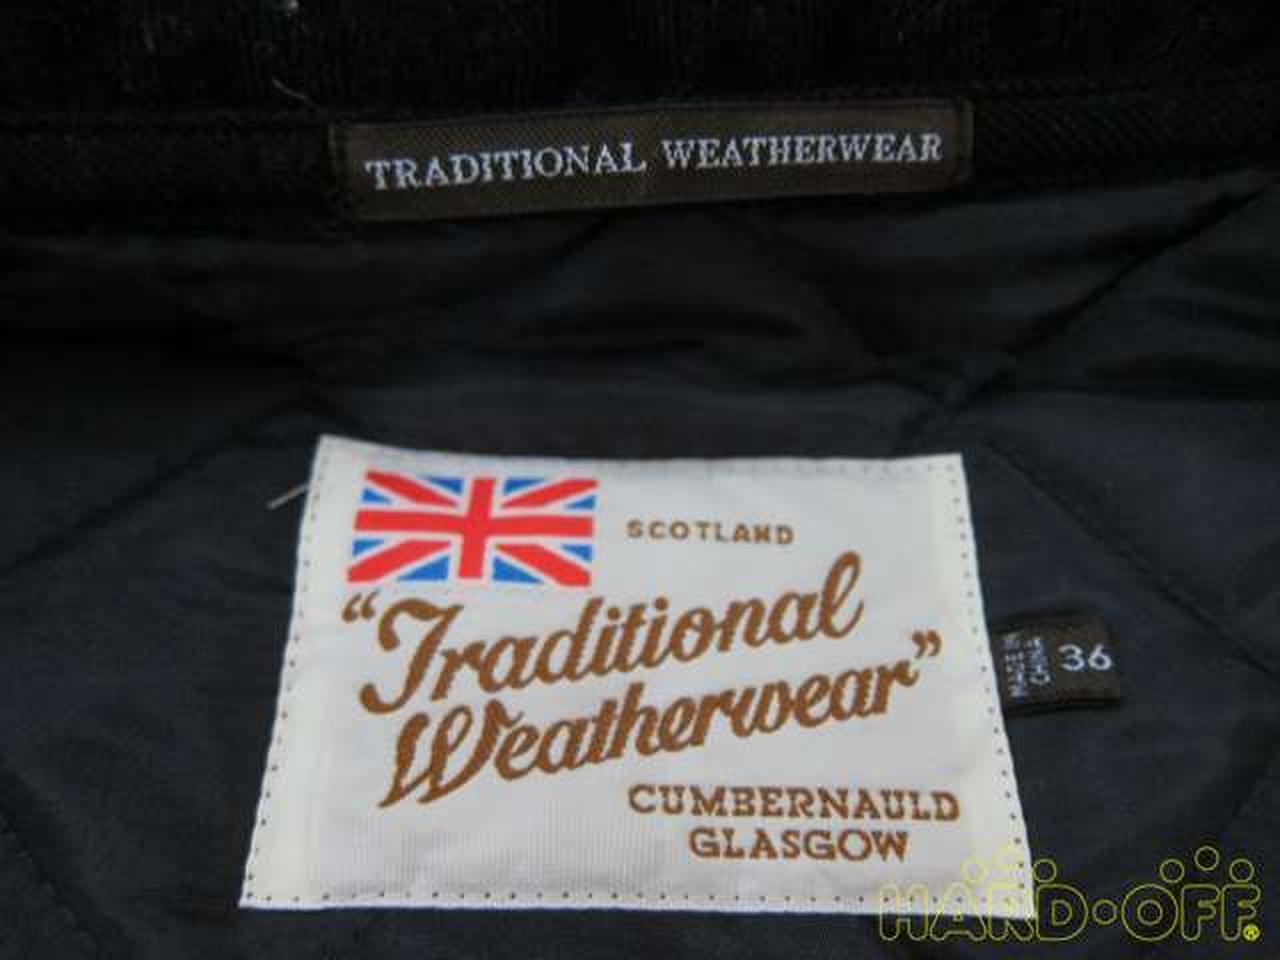 TRADITIONAL WEATHERWEAR
SCOTLAND
“Traditional
Weatherwear”
CUMBERNAULD
GLASGOW
MADE IN
CHINA
36
HARD·OFF®